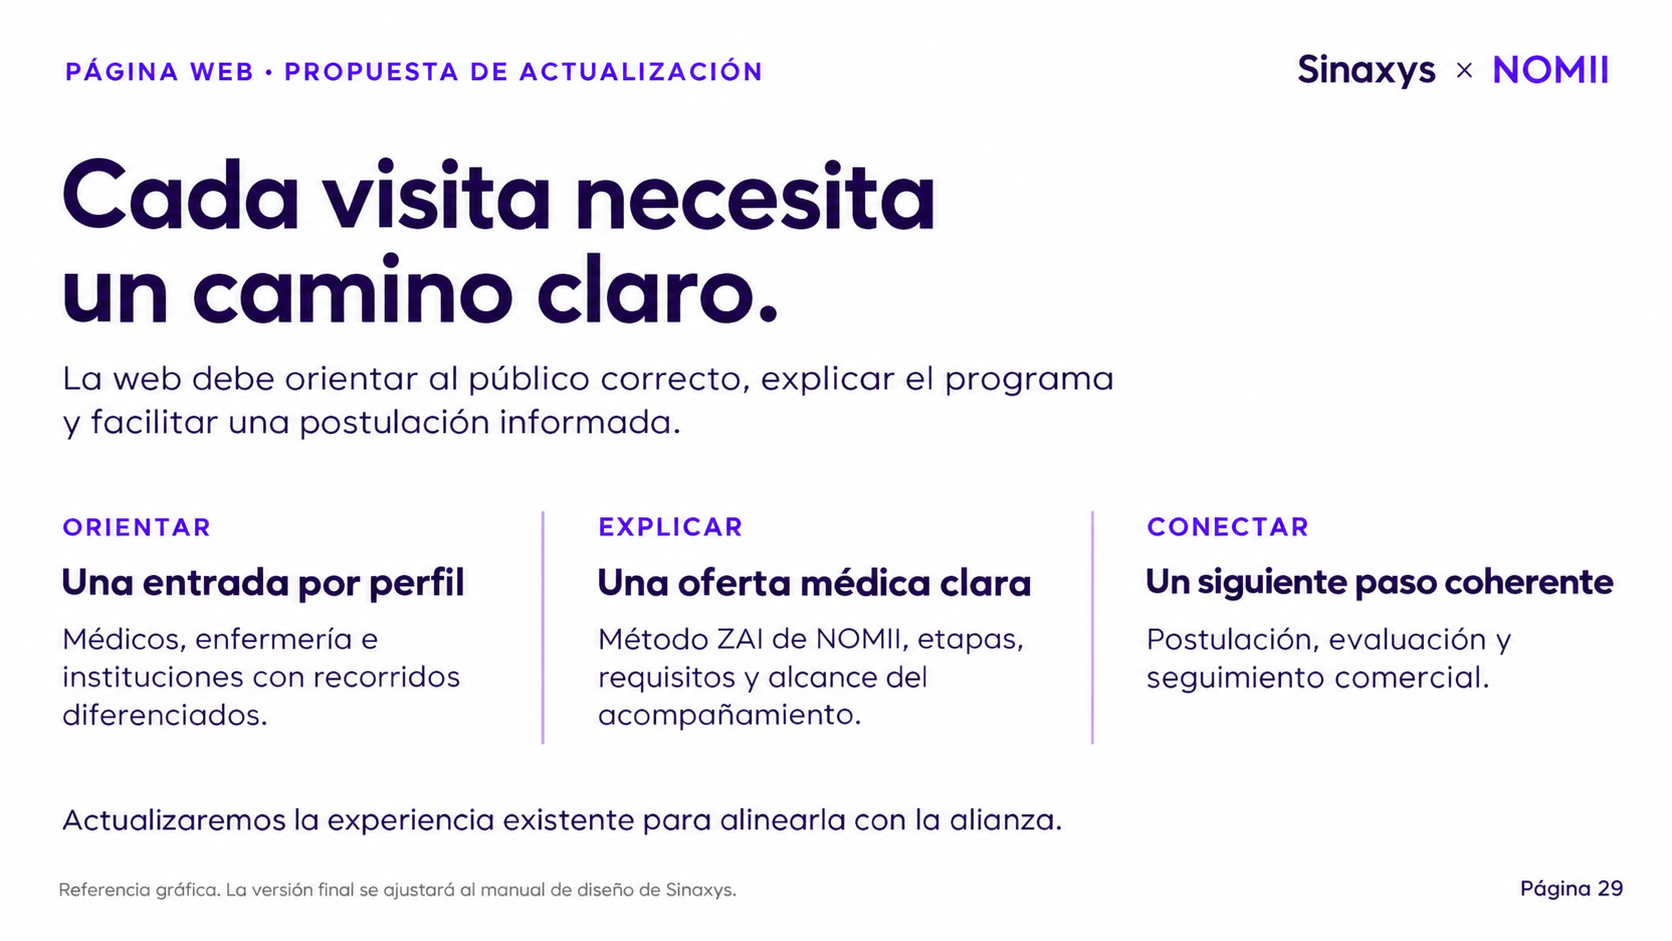 PÁGINA WEB • PROPUESTA DE ACTUALIZACIÓN
Sinaxys × NOMII
Cada visita necesita
un camino claro.
La web debe orientar al público correcto, explicar el programa
y facilitar una postulación informada.
ORIENTAR
Una entrada por perfil
Médicos, enfermería e
instituciones con recorridos
diferenciados.
EXPLICAR
Una oferta médica clara
Método ZAI de NOMII, etapas,
requisitos y alcance del
acompañamiento.
CONECTAR
Un siguiente paso coherente
Postulación, evaluación y
seguimiento comercial.
Actualizaremos la experiencia existente para alinearla con la alianza.
Referencia gráfica. La versión final se ajustará al manual de diseño de Sinaxys.
Página 29